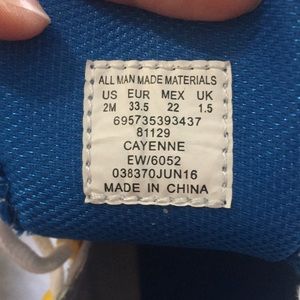 ALL MAN MADE MATERIALS
US EUR MEX UK
2M 33.5 22 1.5
695735393437
81129
CAYENNE
EW/6052
038370JUN16
MADE IN CHINA